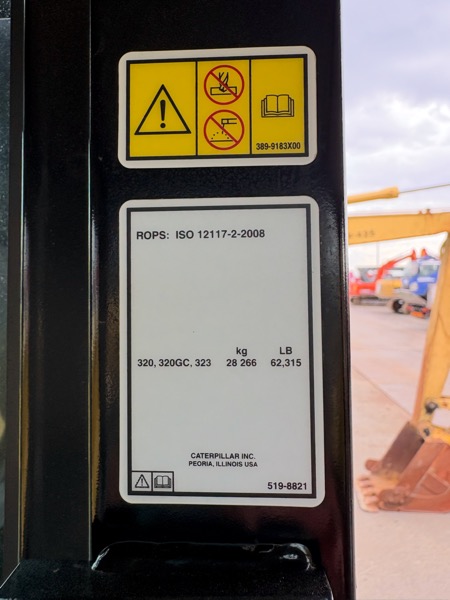 389-9183X00
ROPS: ISO 12117-2-2008
kg LB
320, 320GC, 323 28 266 62,315
CATERPILLAR INC.
PEORIA, ILLINOIS USA
519-8821